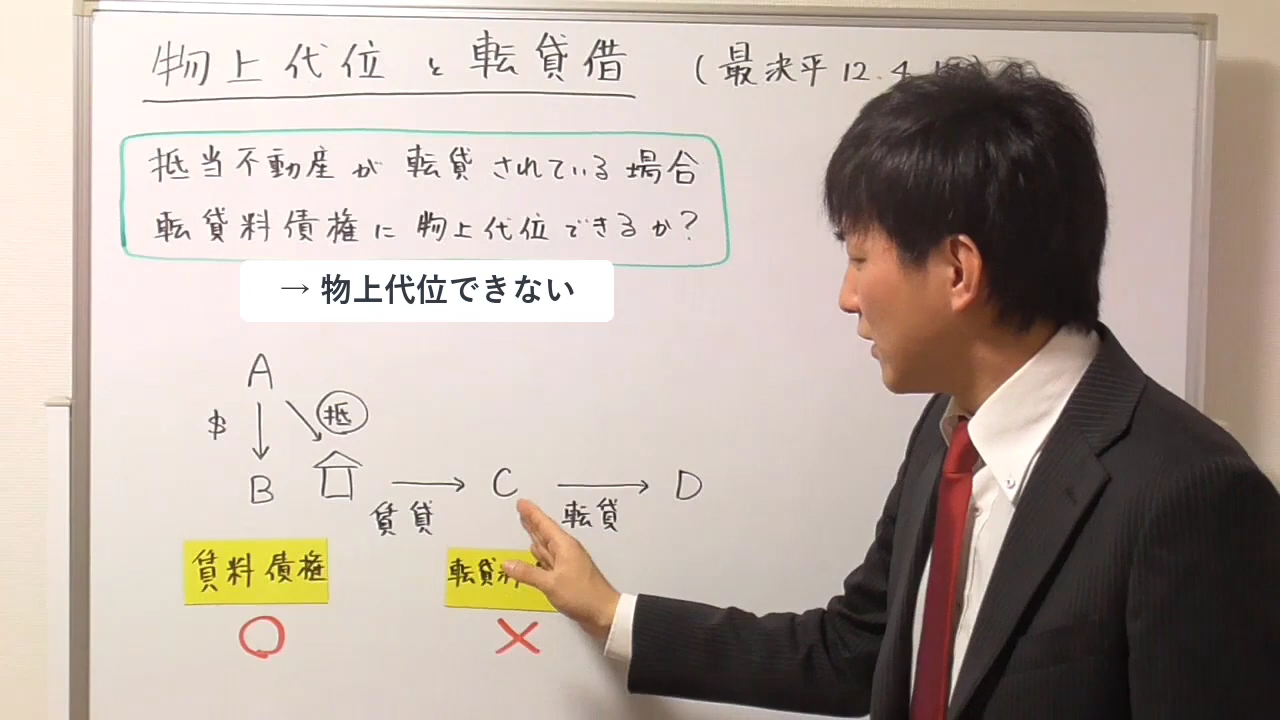 物上代位と転貸借 (最決平12.4.
抵当不動産が転貸されている場合
転貸料債権に物上代位できるか?
→ 物上代位できない
A
$ 抵
B C D
賃貸 転貸
賃料債権 転貸料
○ ×